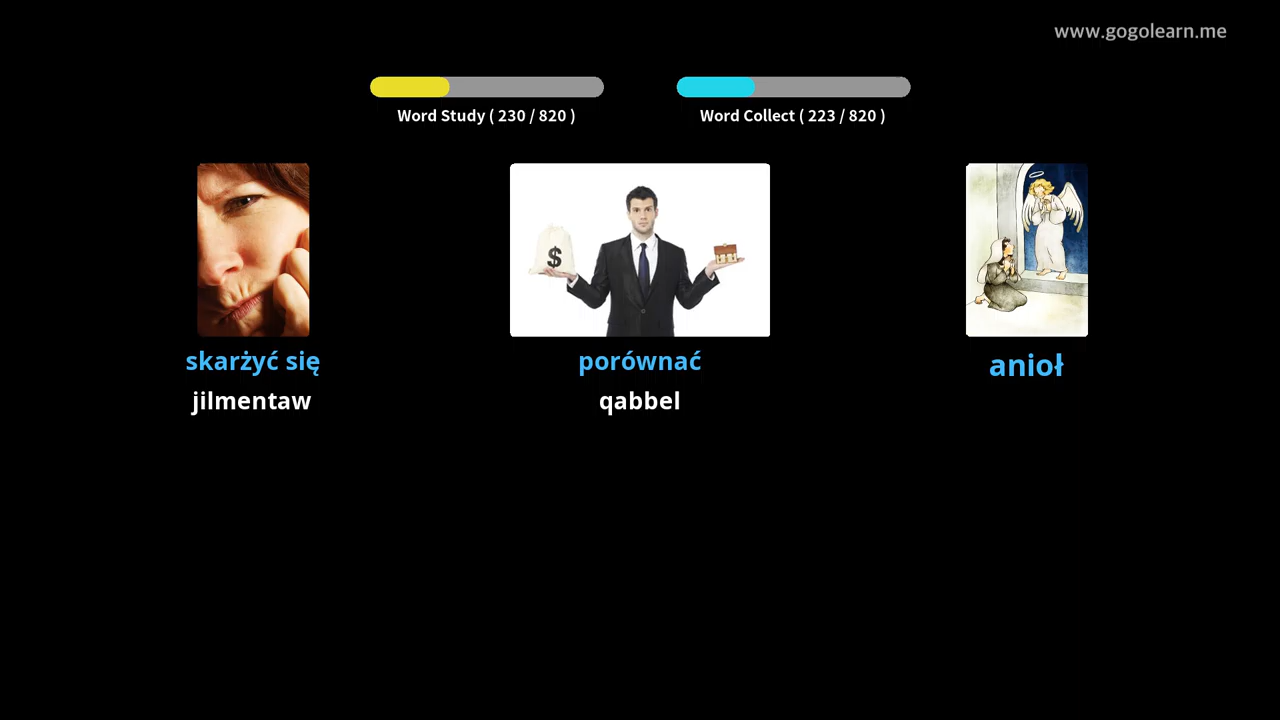 www.gogolearn.me
Word Study ( 230 / 820 )
Word Collect ( 223 / 820 )
$
skarżyć się
porównać
anioł
jilmentaw
qabbel